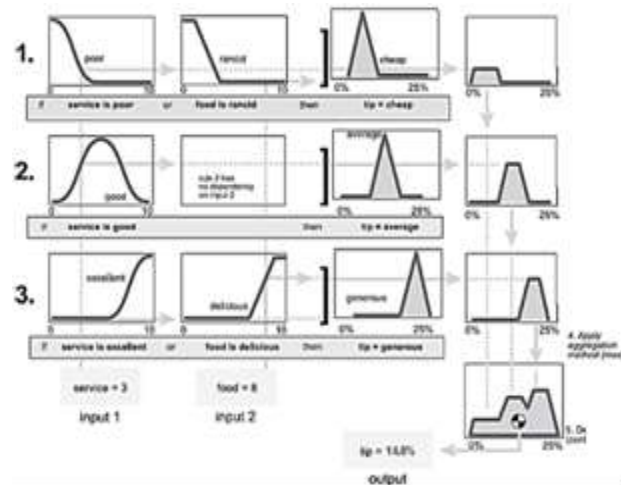 1.
poor
0 10
rancid
0 10
cheap
0% 25%
0% 25%
If service is poor or food is rancid then tip = cheap
2.
good
0 10
rule 2 has
no dependency
on input 2
average
0% 25%
0% 25%
If service is good then tip = average
3.
excellent
0 10
delicious
0 10
generous
0% 25%
0% 25%
If service is excellent or food is delicious then tip = generous
4. Apply
aggregation
method
service = 3
food = 8
input 1
input 2
0% 25%
5.
tip =
output